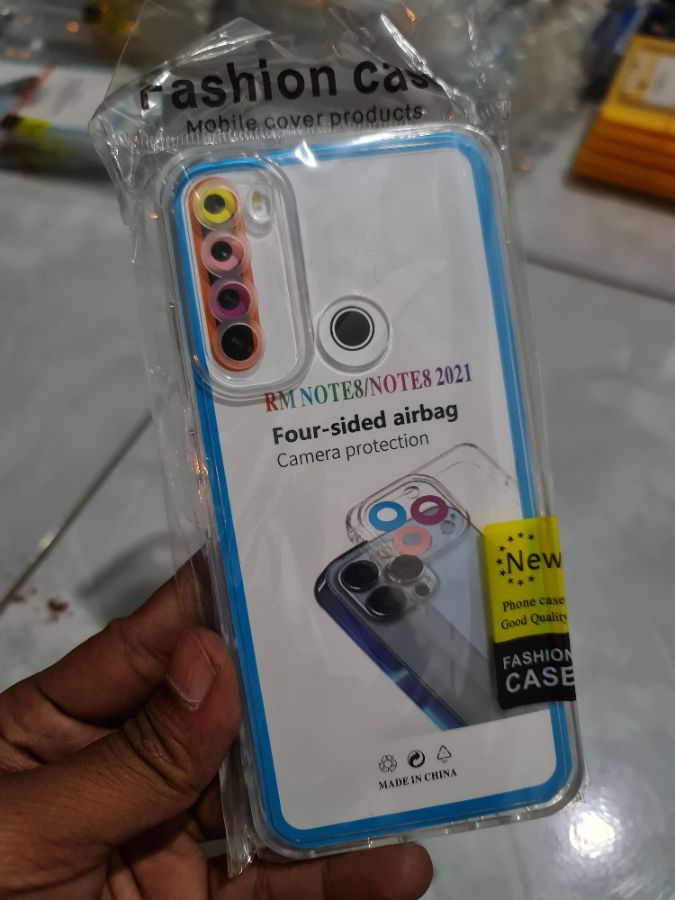 Fashion Case
Mobile cover products
RM NOTE8/NOTE8 2021
Four-sided airbag
Camera protection
New
Phone case
Good Quality
FASHION
CASE
MADE IN CHINA